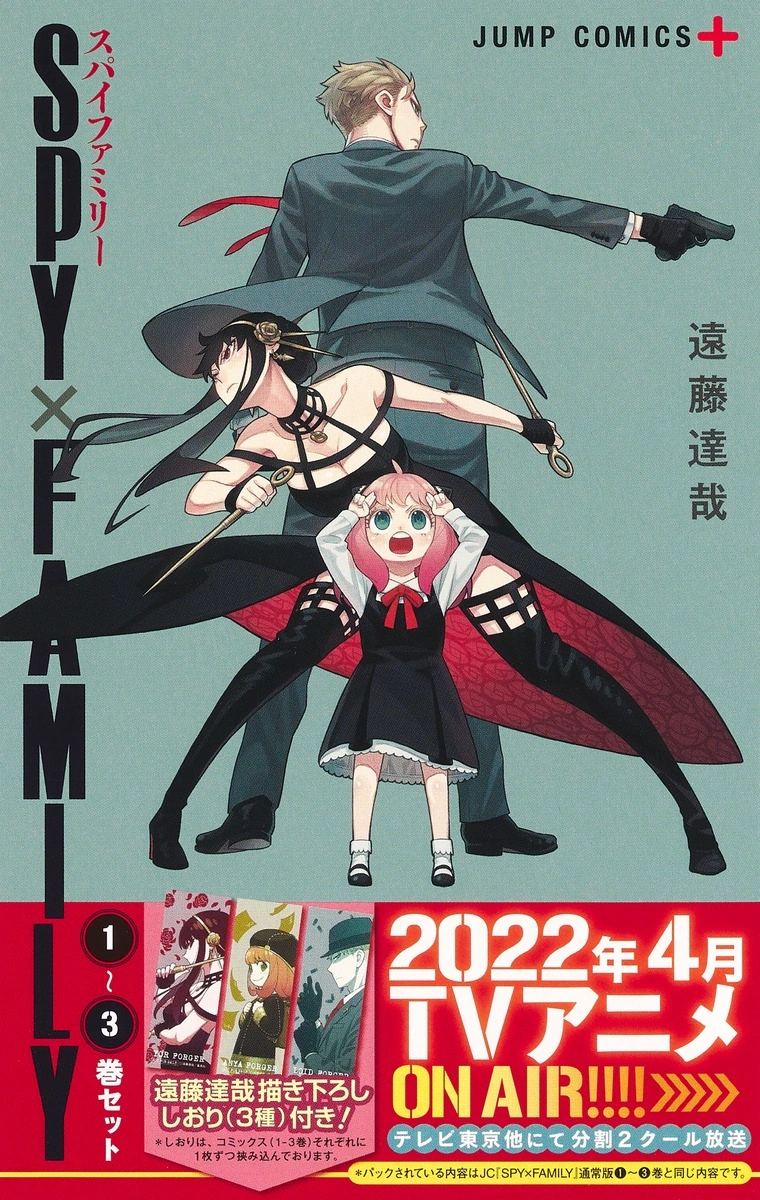 JUMP COMICS+
スパイファミリー
SPY×FAMILY
遠藤達哉
1~3巻セット
YOR FORGER
ANYA FORGER
LOID FORGER
遠藤達哉描き下ろし
しおり(3種)付き!
*しおりは、コミックス(1-3巻)それぞれに
1枚ずつ挟み込んでおります。
2022年4月
TVアニメ
ON AIR!!!!
テレビ東京他にて分割2クール放送
*パックされている内容はJC『SPY×FAMILY』通常版❶~❸巻と同じ内容です。